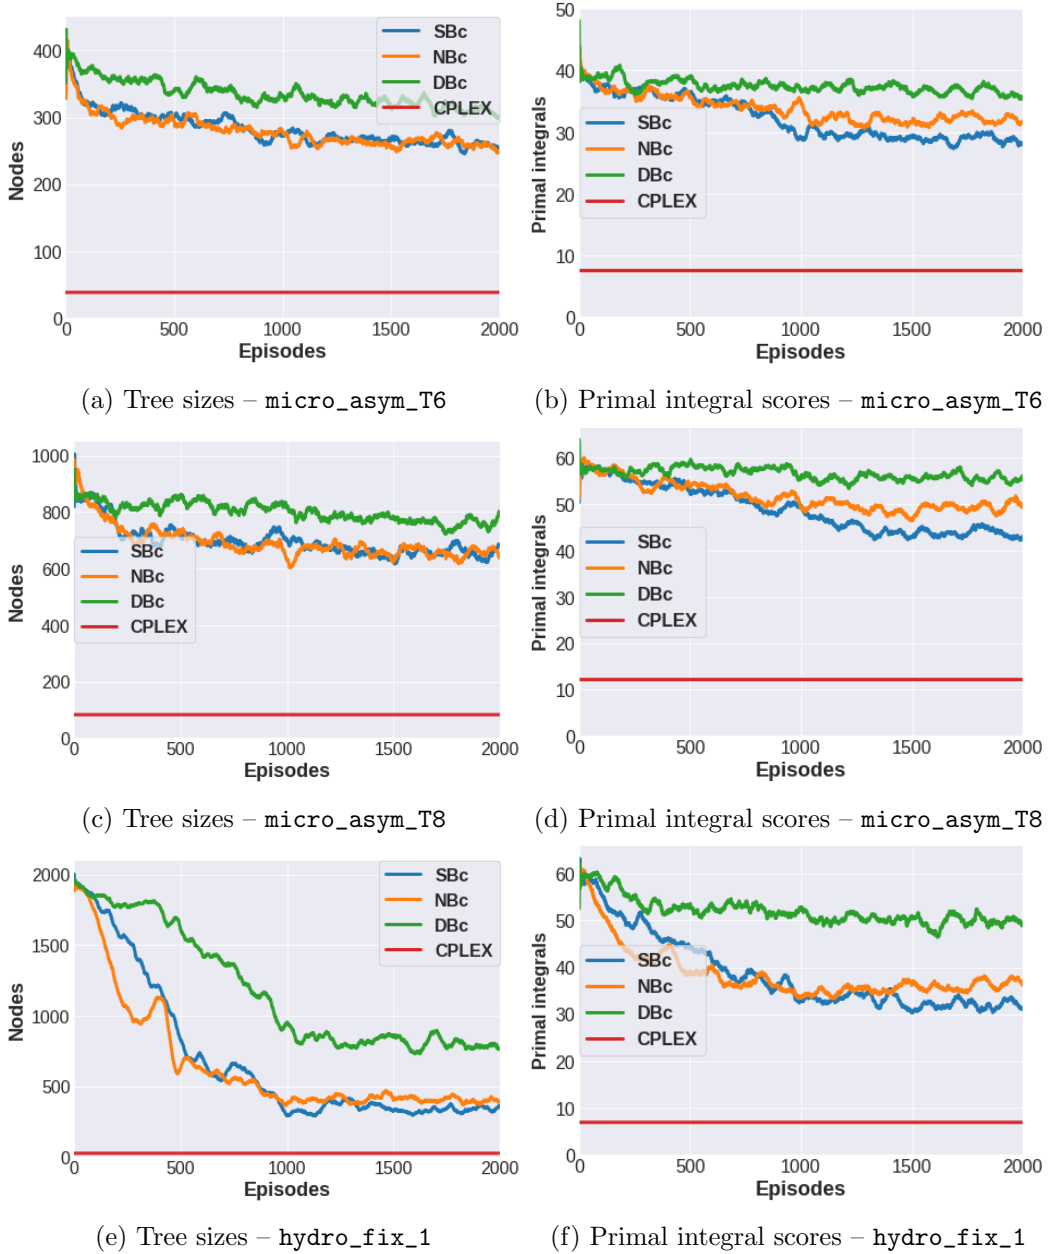 400
300
200
100
0
0 500 1000 1500 2000
Nodes
Episodes
SBc
NBc
DBc
CPLEX
(a) Tree sizes – micro_asym_T6
50
40
30
20
10
0
0 500 1000 1500 2000
Primal integrals
Episodes
SBc
NBc
DBc
CPLEX
(b) Primal integral scores – micro_asym_T6
1000
800
600
400
200
0
0 500 1000 1500 2000
Nodes
Episodes
SBc
NBc
DBc
CPLEX
(c) Tree sizes – micro_asym_T8
60
50
40
30
20
10
0
0 500 1000 1500 2000
Primal integrals
Episodes
SBc
NBc
DBc
CPLEX
(d) Primal integral scores – micro_asym_T8
2000
1500
1000
500
0
0 500 1000 1500 2000
Nodes
Episodes
SBc
NBc
DBc
CPLEX
(e) Tree sizes – hydro_fix_1
60
50
40
30
20
10
0
0 500 1000 1500 2000
Primal integrals
Episodes
SBc
NBc
DBc
CPLEX
(f) Primal integral scores – hydro_fix_1